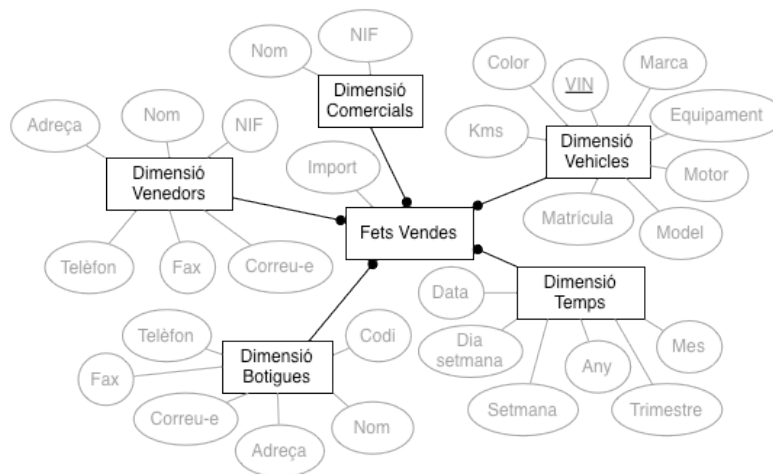 NIF
Nom
Dimensió
Comercials
Color
VIN
Marca
Kms
Equipament
Dimensió
Vehicles
Motor
Matrícula
Model
Adreça
Nom
NIF
Dimensió
Venedors
Telèfon
Fax
Correu-e
Import
Fets Vendes
Data
Dimensió
Temps
Dia
setmana
Any
Mes
Setmana
Trimestre
Telèfon
Codi
Dimensió
Botigues
Fax
Correu-e
Adreça
Nom